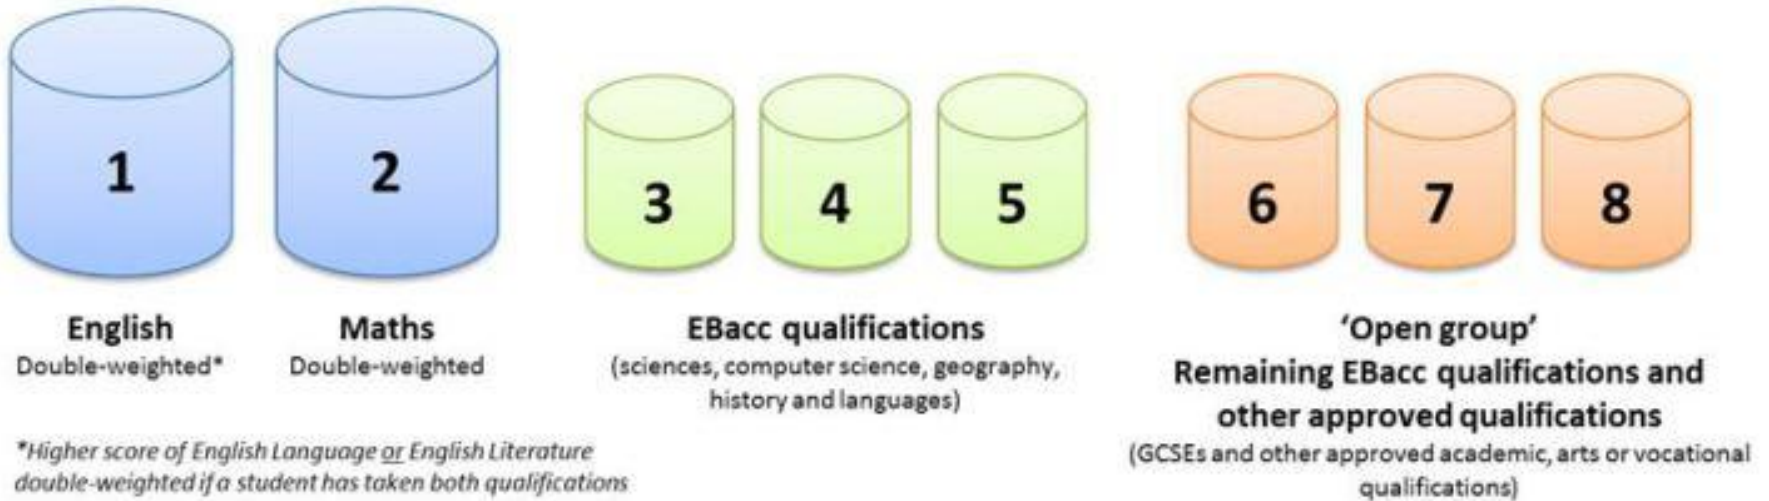 1
2
3
4
5
6
7
8
English
Double-weighted*
Maths
Double-weighted
EBacc qualifications
(sciences, computer science, geography,
history and languages)
‘Open group’
Remaining EBacc qualifications and
other approved qualifications
(GCSEs and other approved academic, arts or vocational
qualifications)
*Higher score of English Language or English Literature
double-weighted if a student has taken both qualifications